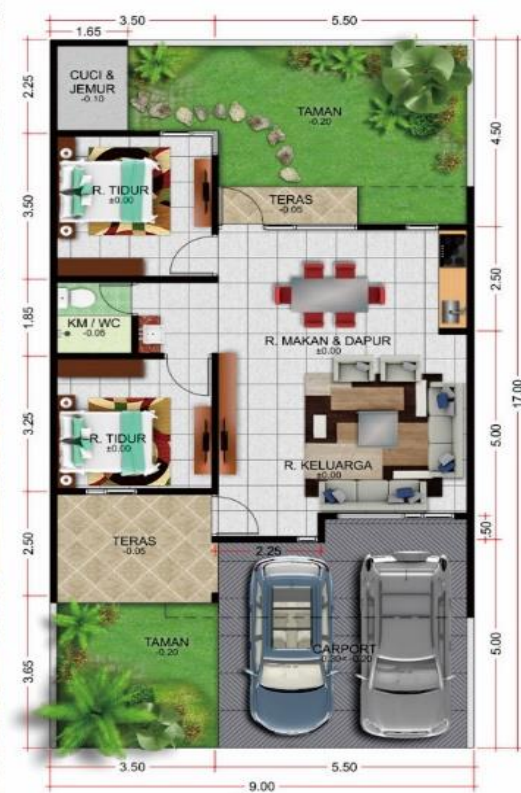 3.50
5.50
1.65
2.25
3.50
1.65
3.25
2.50
3.65
CUCI &
JEMUR
-0.10
TAMAN
-0.20
R. TIDUR
±0.00
TERAS
-0.05
KM / WC
-0.05
R. MAKAN & DAPUR
±0.00
R. TIDUR
±0.00
R. KELUARGA
±0.00
TERAS
-0.05
2.25
TAMAN
-0.20
CARPORT
4.50
2.50
5.00
.50
5.00
17.00
3.50
5.50
9.00